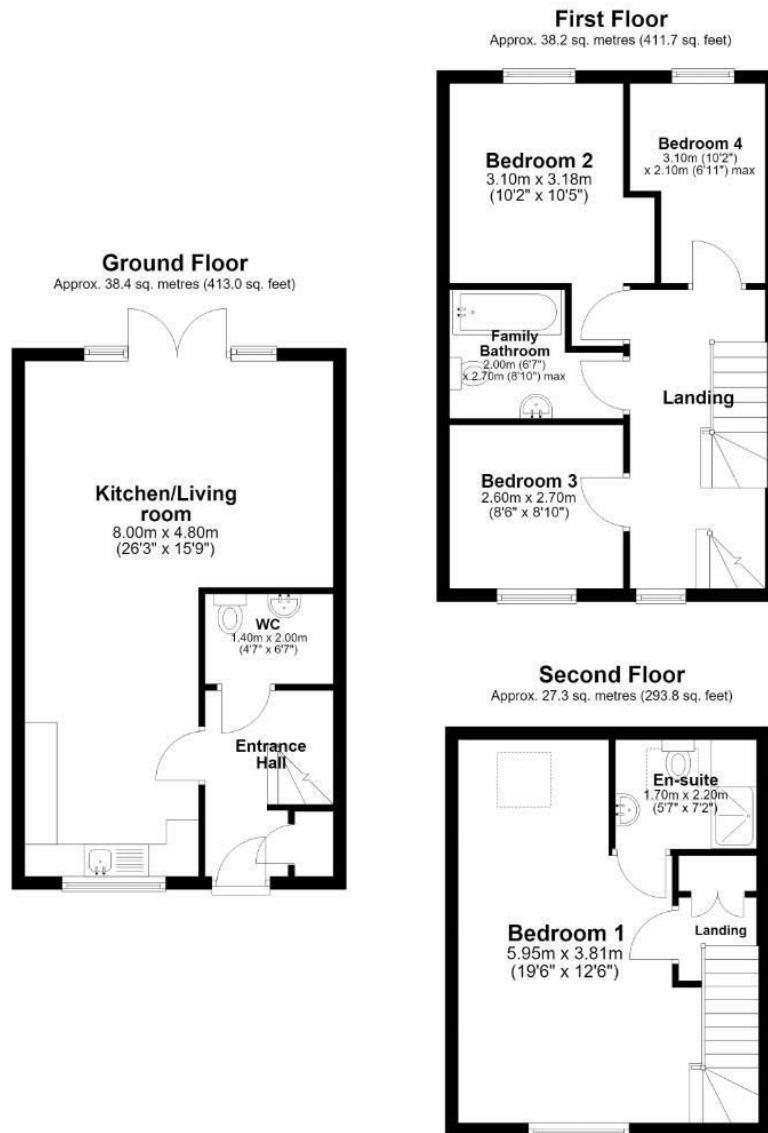 First Floor
Approx. 38.2 sq. metres (411.7 sq. feet)
Bedroom 2
3.10m x 3.18m
(10'2" x 10'5")
Bedroom 4
3.10m (10'2")
x 2.10m (6'11") max
Family
Bathroom
2.00m (6'7")
x 2.70m (8'10") max
Landing
Bedroom 3
2.60m x 2.70m
(8'6" x 8'10")
Ground Floor
Approx. 38.4 sq. metres (413.0 sq. feet)
Kitchen/Living
room
8.00m x 4.80m
(26'3" x 15'9")
WC
1.40m x 2.00m
(4'7" x 6'7")
Entrance
Hall
Second Floor
Approx. 27.3 sq. metres (293.8 sq. feet)
En-suite
1.70m x 2.20m
(5'7" x 7'2")
Bedroom 1
5.95m x 3.81m
(19'6" x 12'6")
Landing